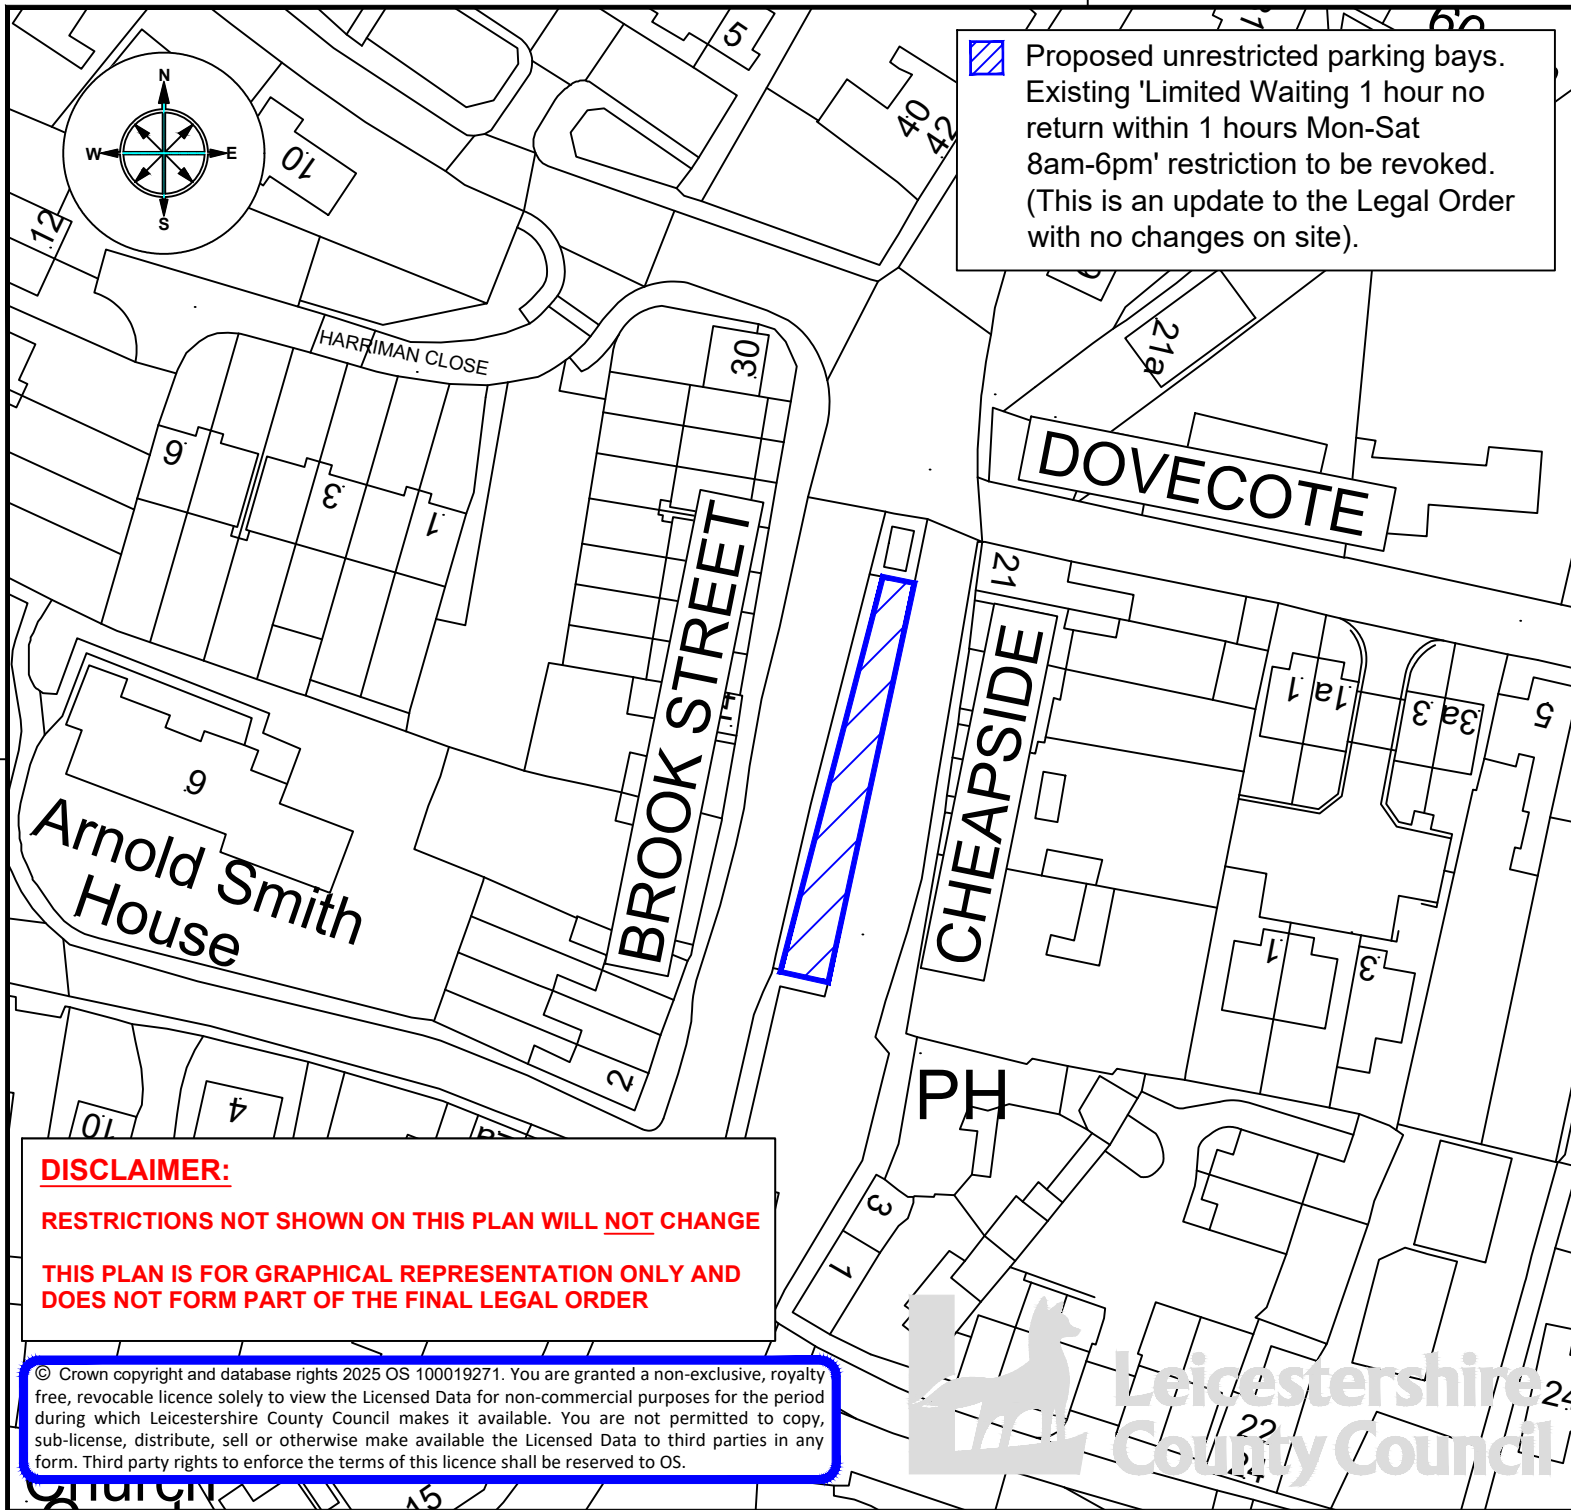 Proposed unrestricted parking bays.
Existing 'Limited Waiting 1 hour no
return within 1 hours Mon-Sat
8am-6pm' restriction to be revoked.
(This is an update to the Legal Order
with no changes on site).
N
W
E
S
5
10
12
40
42
60
21a
HARRIMAN CLOSE
30
DOVECOTE
9
3
1
BROOK STREET
21
CHEAPSIDE
1
1a
3
3a
5
9
Arnold Smith
House
1
3
2
PH
10
4
3
1
DISCLAIMER:
RESTRICTIONS NOT SHOWN ON THIS PLAN WILL NOT CHANGE
THIS PLAN IS FOR GRAPHICAL REPRESENTATION ONLY AND
DOES NOT FORM PART OF THE FINAL LEGAL ORDER
© Crown copyright and database rights 2025 OS 100019271. You are granted a non-exclusive, royalty
free, revocable licence solely to view the Licensed Data for non-commercial purposes for the period
during which Leicestershire County Council makes it available. You are not permitted to copy,
sub-license, distribute, sell or otherwise make available the Licensed Data to third parties in any
form. Third party rights to enforce the terms of this licence shall be reserved to OS.
Leicestershire
County Council
22
24
24
Church
15